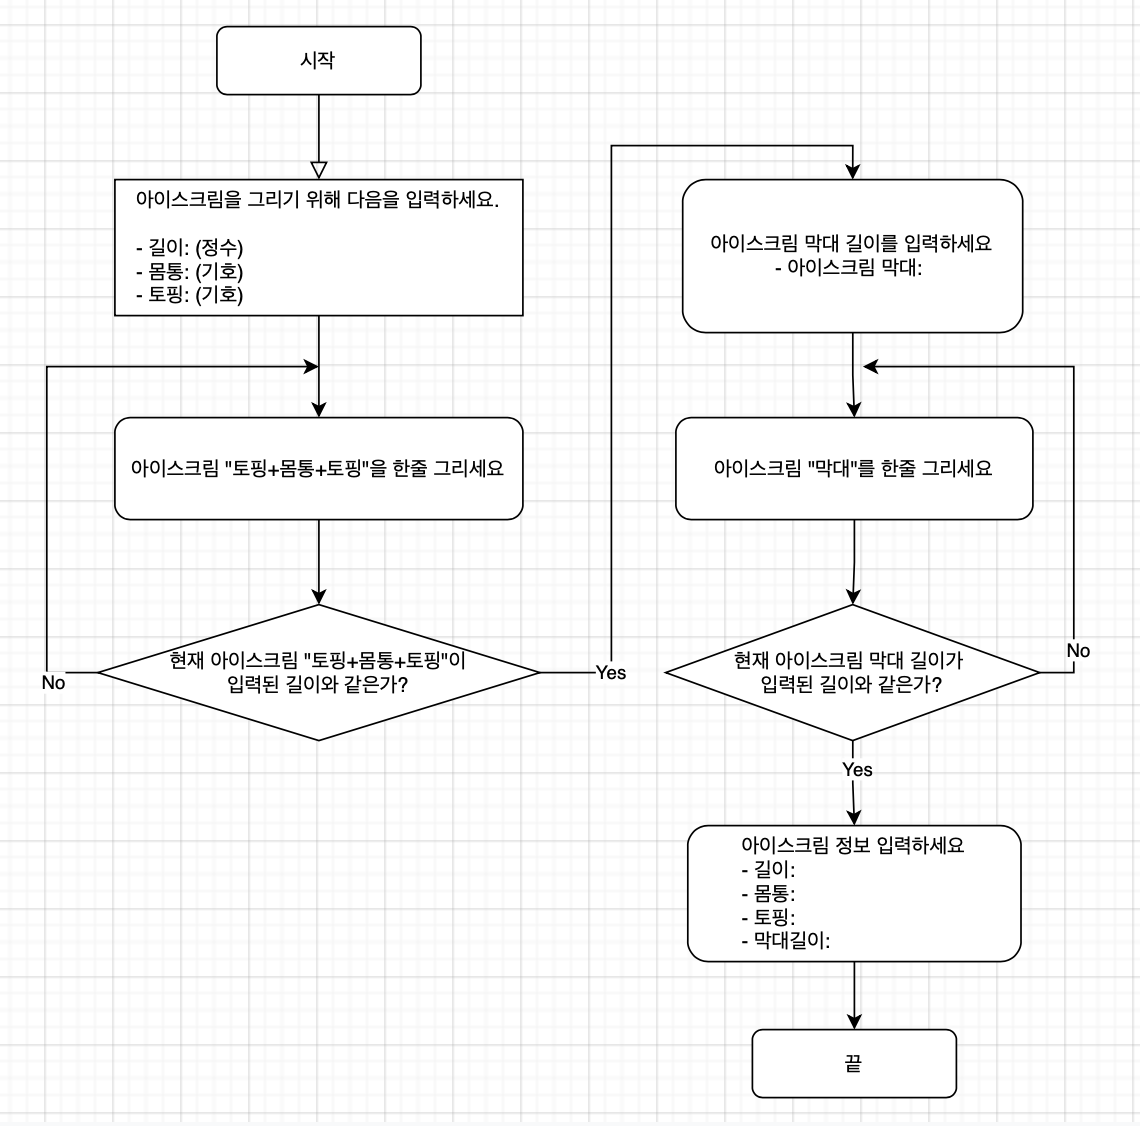 시작
아이스크림을 그리기 위해 다음을 입력하세요.
- 길이: (정수)
- 몸통: (기호)
- 토핑: (기호)
아이스크림 "토핑+몸통+토핑"을 한줄 그리세요
현재 아이스크림 "토핑+몸통+토핑"이
입력된 길이와 같은가?
No
Yes
아이스크림 막대 길이를 입력하세요
- 아이스크림 막대:
아이스크림 "막대"를 한줄 그리세요
현재 아이스크림 막대 길이가
입력된 길이와 같은가?
No
Yes
아이스크림 정보 입력하세요
- 길이:
- 몸통:
- 토핑:
- 막대길이:
끝